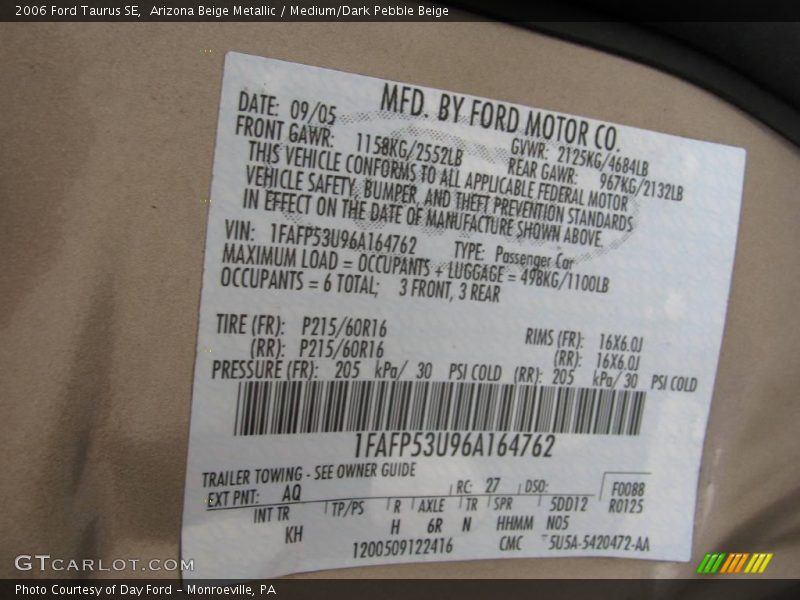 2006 Ford Taurus SE, Arizona Beige Metallic / Medium/Dark Pebble Beige
MFD. BY FORD MOTOR CO.
DATE: 09/05 GVWR: 2125KG/4684LB
FRONT GAWR: 1158KG/2552LB REAR GAWR: 967KG/2132LB
THIS VEHICLE CONFORMS TO ALL APPLICABLE FEDERAL MOTOR
VEHICLE SAFETY, BUMPER, AND THEFT PREVENTION STANDARDS
IN EFFECT ON THE DATE OF MANUFACTURE SHOWN ABOVE.
VIN: 1FAFP53U96A164762 TYPE: Passenger Car
MAXIMUM LOAD = OCCUPANTS + LUGGAGE = 498KG/1100LB
OCCUPANTS = 6 TOTAL; 3 FRONT, 3 REAR
TIRE (FR): P215/60R16 RIMS (FR): 16X6.0J
(RR): P215/60R16 (RR): 16X6.0J
PRESSURE (FR): 205 kPa/ 30 PSI COLD (RR): 205 kPa/ 30 PSI COLD
1FAFP53U96A164762
TRAILER TOWING - SEE OWNER GUIDE
EXT PNT: AQ RC: 27 DSO: F0088
INT TR TP/PS R AXLE TR SPR 5DD12 R0125
KH H 6R N HHMM N05
1200509122416 CMC 5U5A-5420472-AA
GTCARLOT.COM
Photo Courtesy of Day Ford – Monroeville, PA